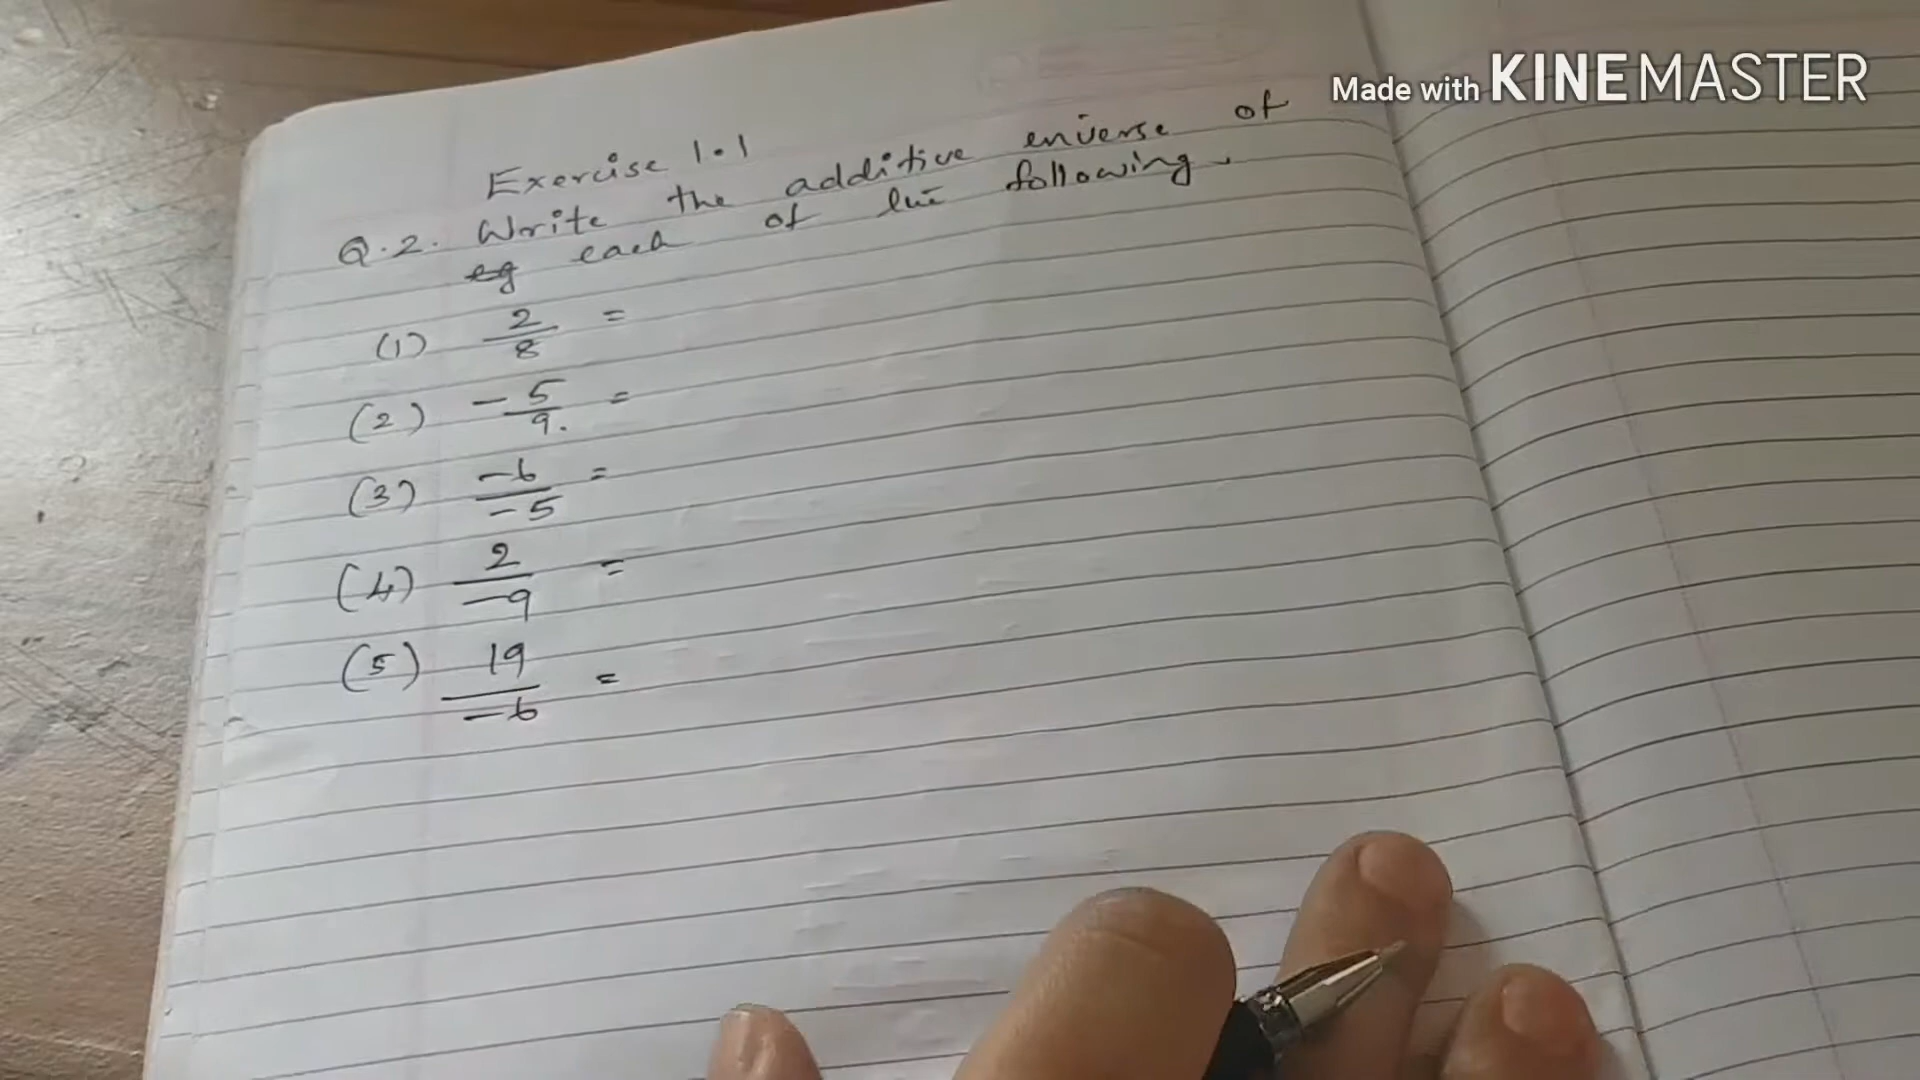 Made with KINEMASTER
Exercise 1.1
Q.2. Write the additive enverse of
eg each of the following.
(1) 2/8 =
(2) -5/9. =
(3) -6/-5 =
(4) 2/-9 =
(5) 19/-6 =